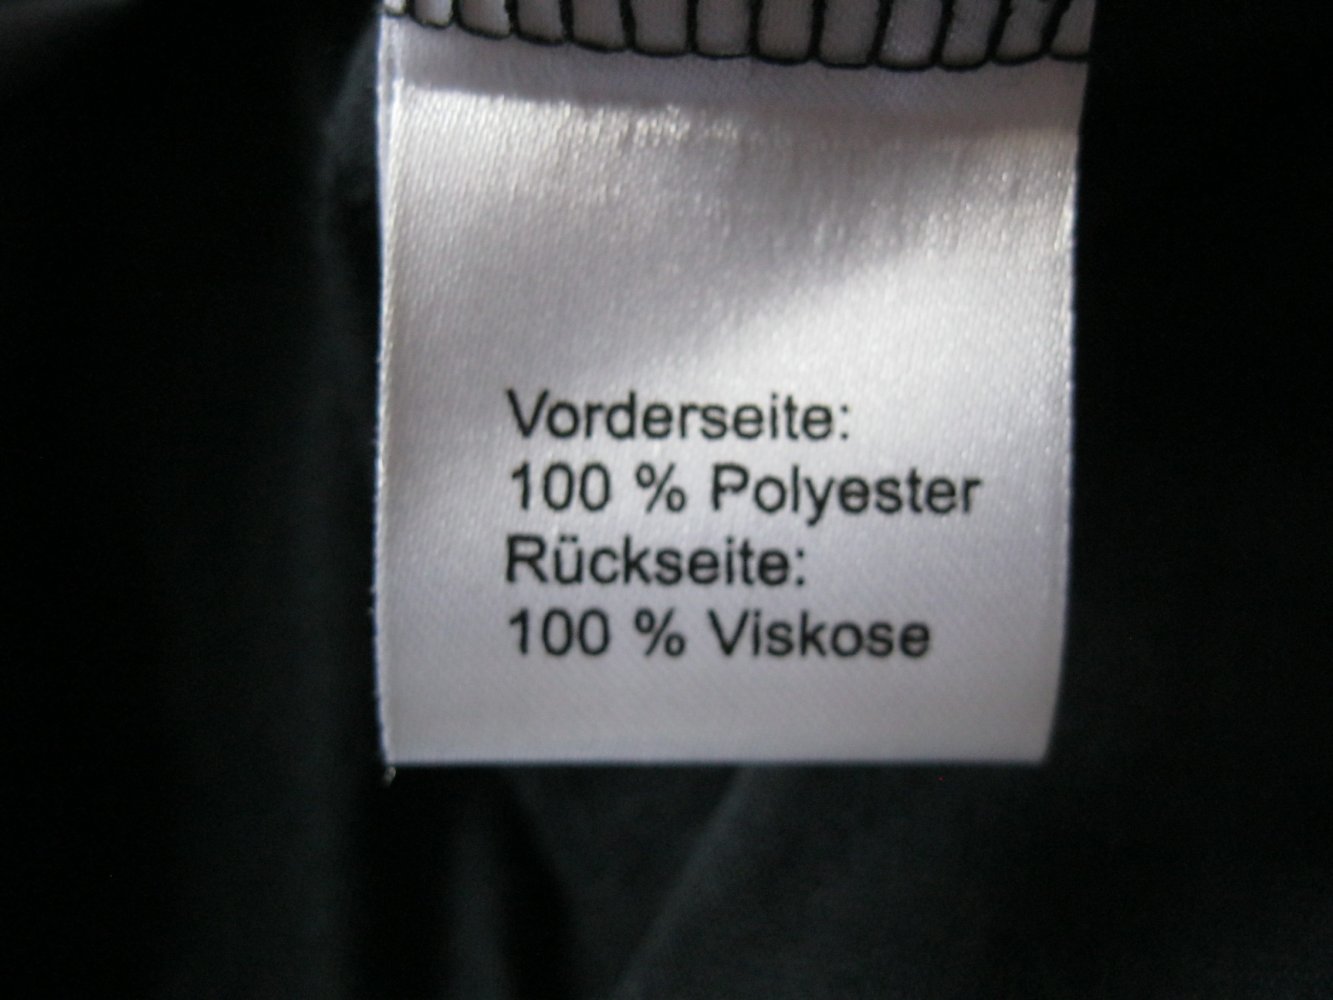 Vorderseite:
100 % Polyester
Rückseite:
100 % Viskose